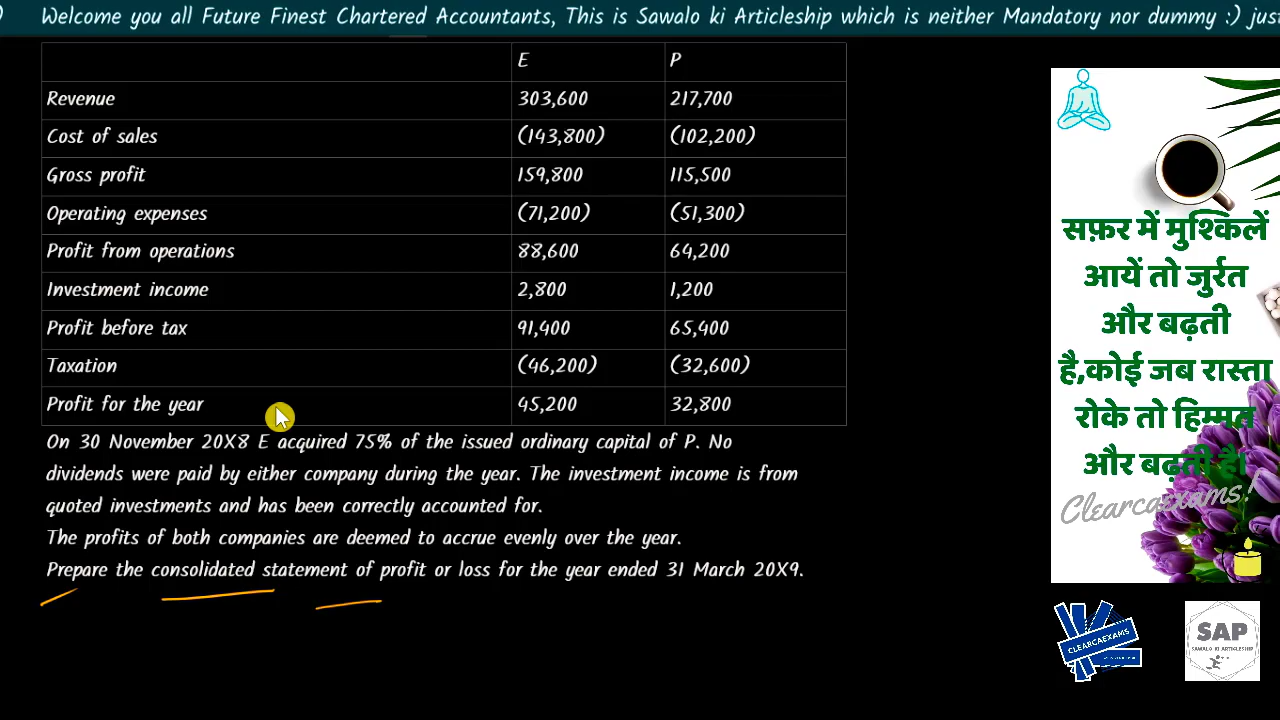 ) Welcome you all Future Finest Chartered Accountants, This is Sawalo ki Articleship which is neither Mandatory nor dummy :) just
E P
Revenue 303,600 217,700
Cost of sales (143,800) (102,200)
Gross profit 159,800 115,500
Operating expenses (71,200) (51,300)
Profit from operations 88,600 64,200
Investment income 2,800 1,200
Profit before tax 91,400 65,400
Taxation (46,200) (32,600)
Profit for the year 45,200 32,800
On 30 November 20X8 E acquired 75% of the issued ordinary capital of P. No
dividends were paid by either company during the year. The investment income is from
quoted investments and has been correctly accounted for.
The profits of both companies are deemed to accrue evenly over the year.
Prepare the consolidated statement of profit or loss for the year ended 31 March 20X9.
सफ़र में मुश्किलें
आयें तो जुर्रत
और बढ़ती
है,कोई जब रास्ता
रोके तो हिम्मत
और बढ़ती है।
Clearcaexams!
CLEARCAEXAMS
SAP
SAWALO KI ARTICLESHIP